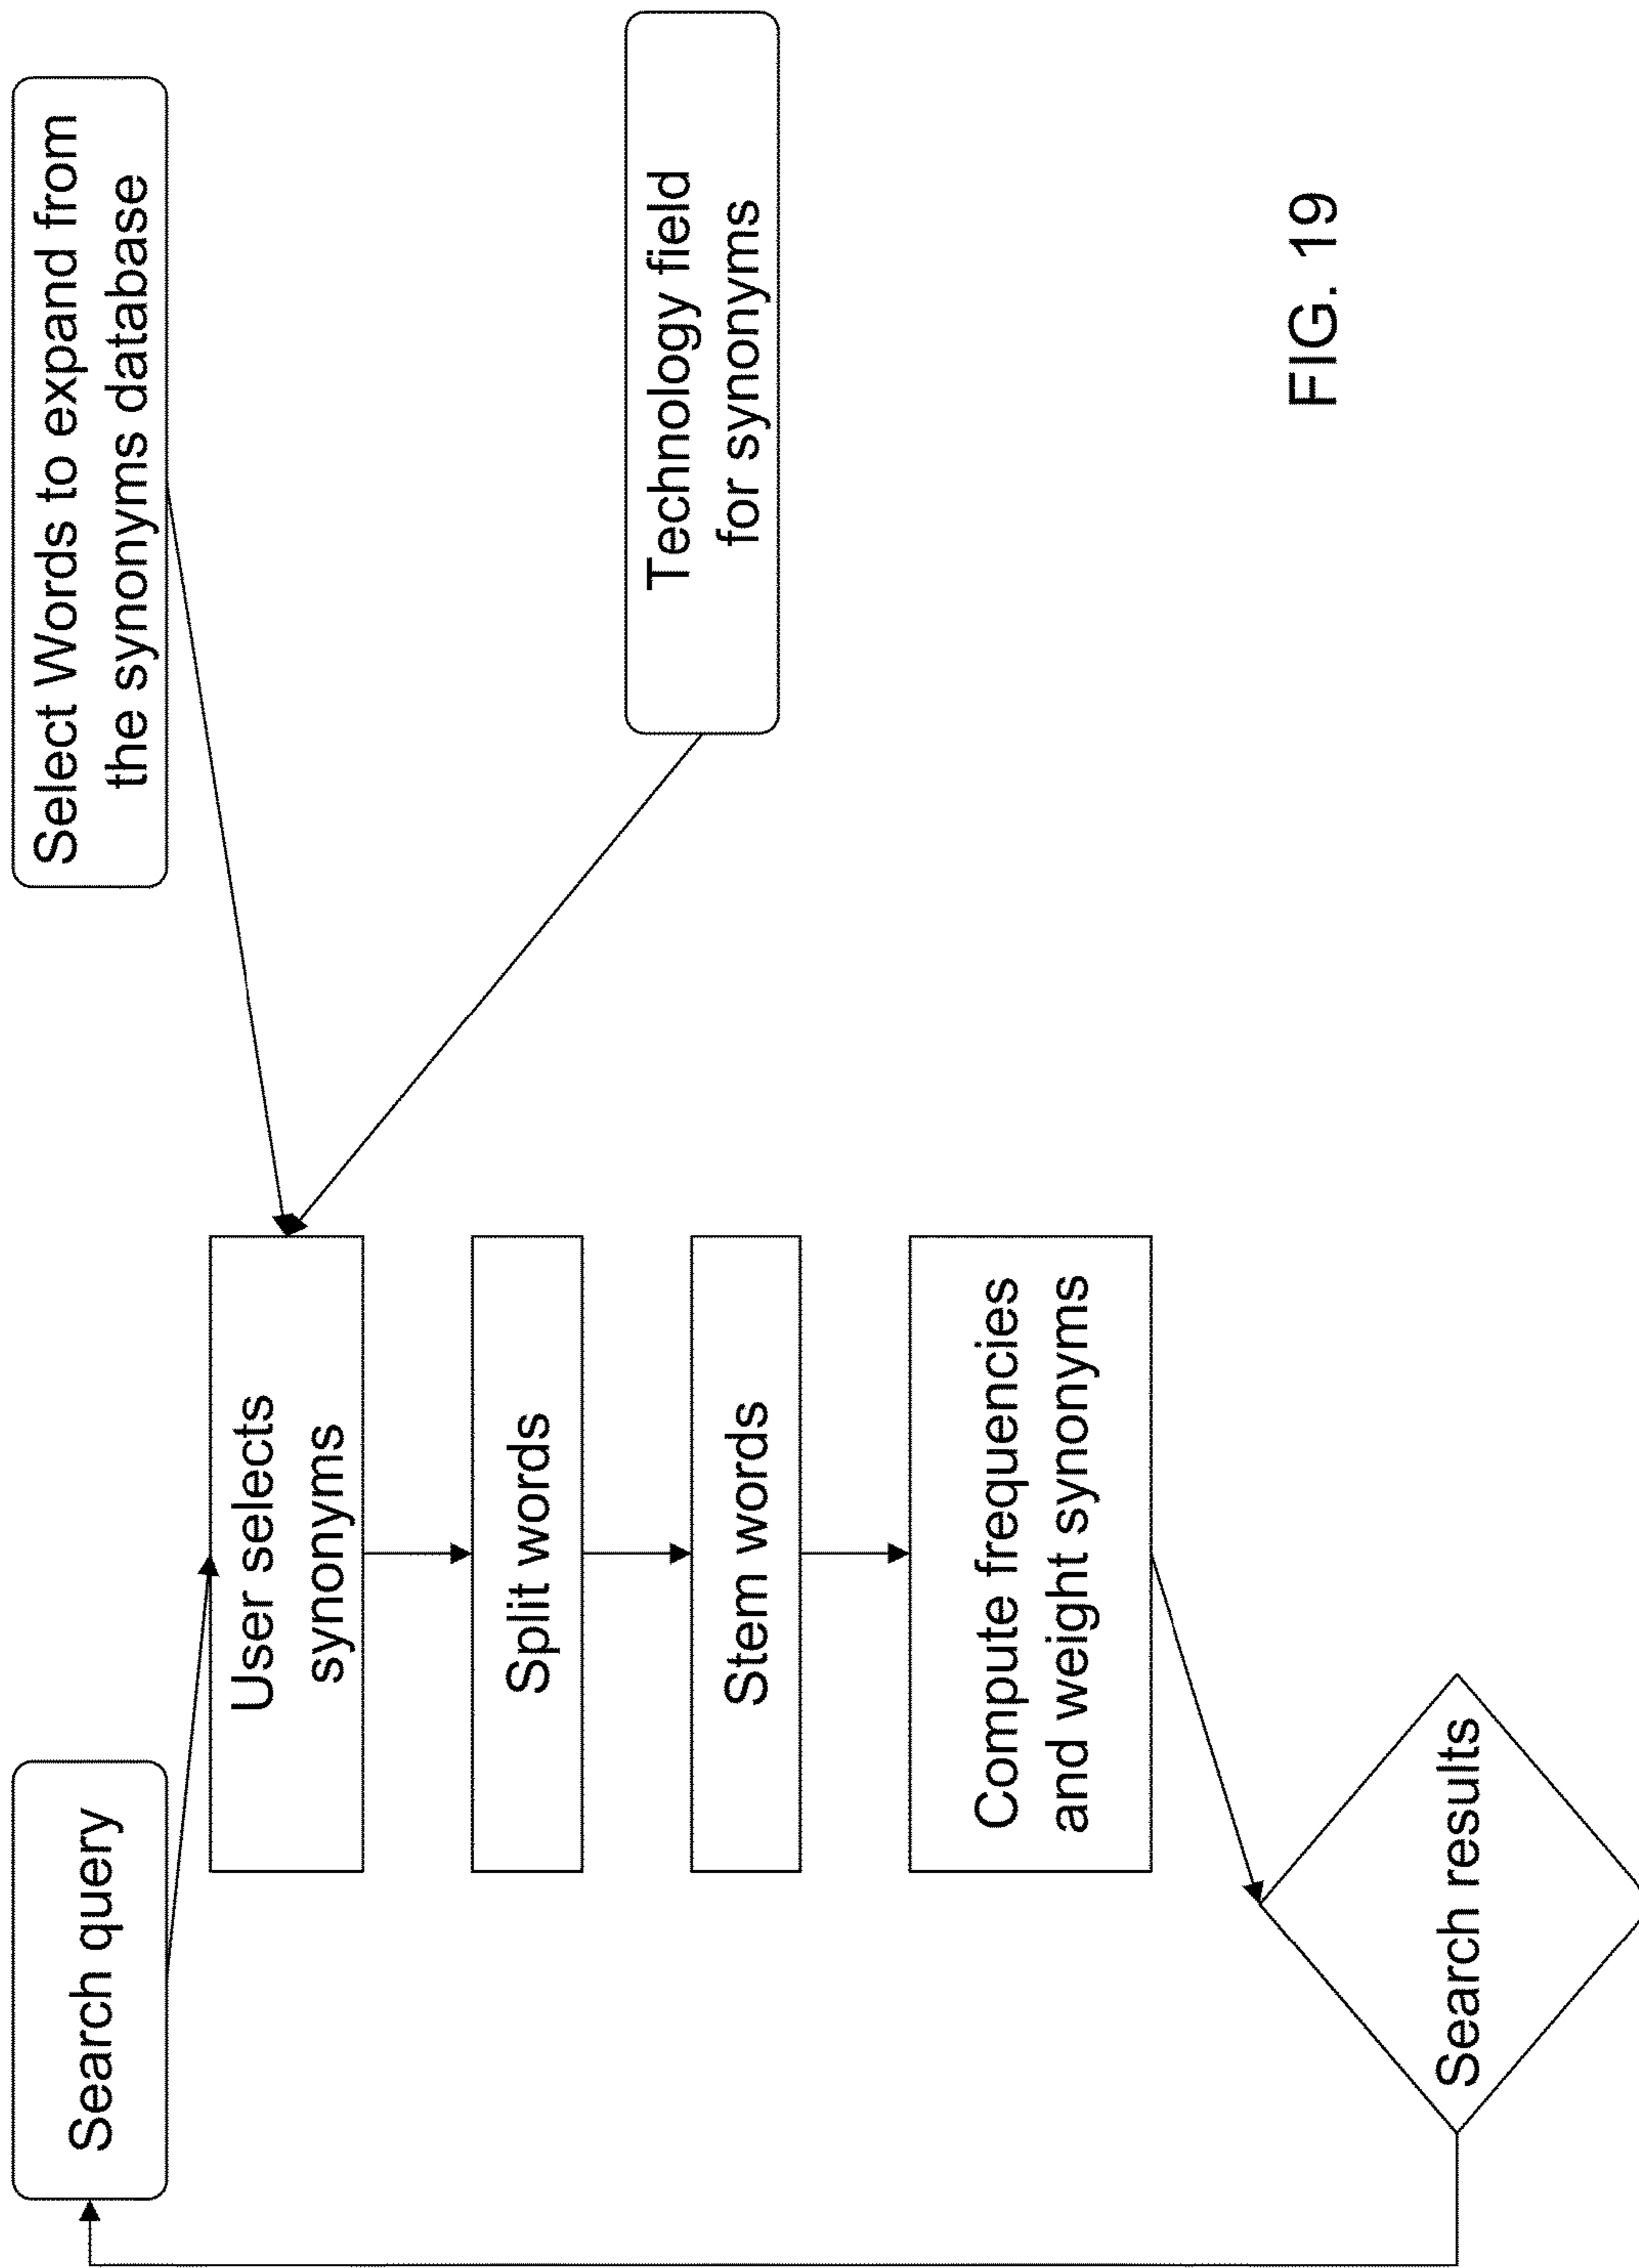 Search query
Select Words to expand from
the synonyms database
User selects
synonyms
Technology field
for synonyms
Split words
Stem words
Compute frequencies
and weight synonyms
Search results
FIG. 19